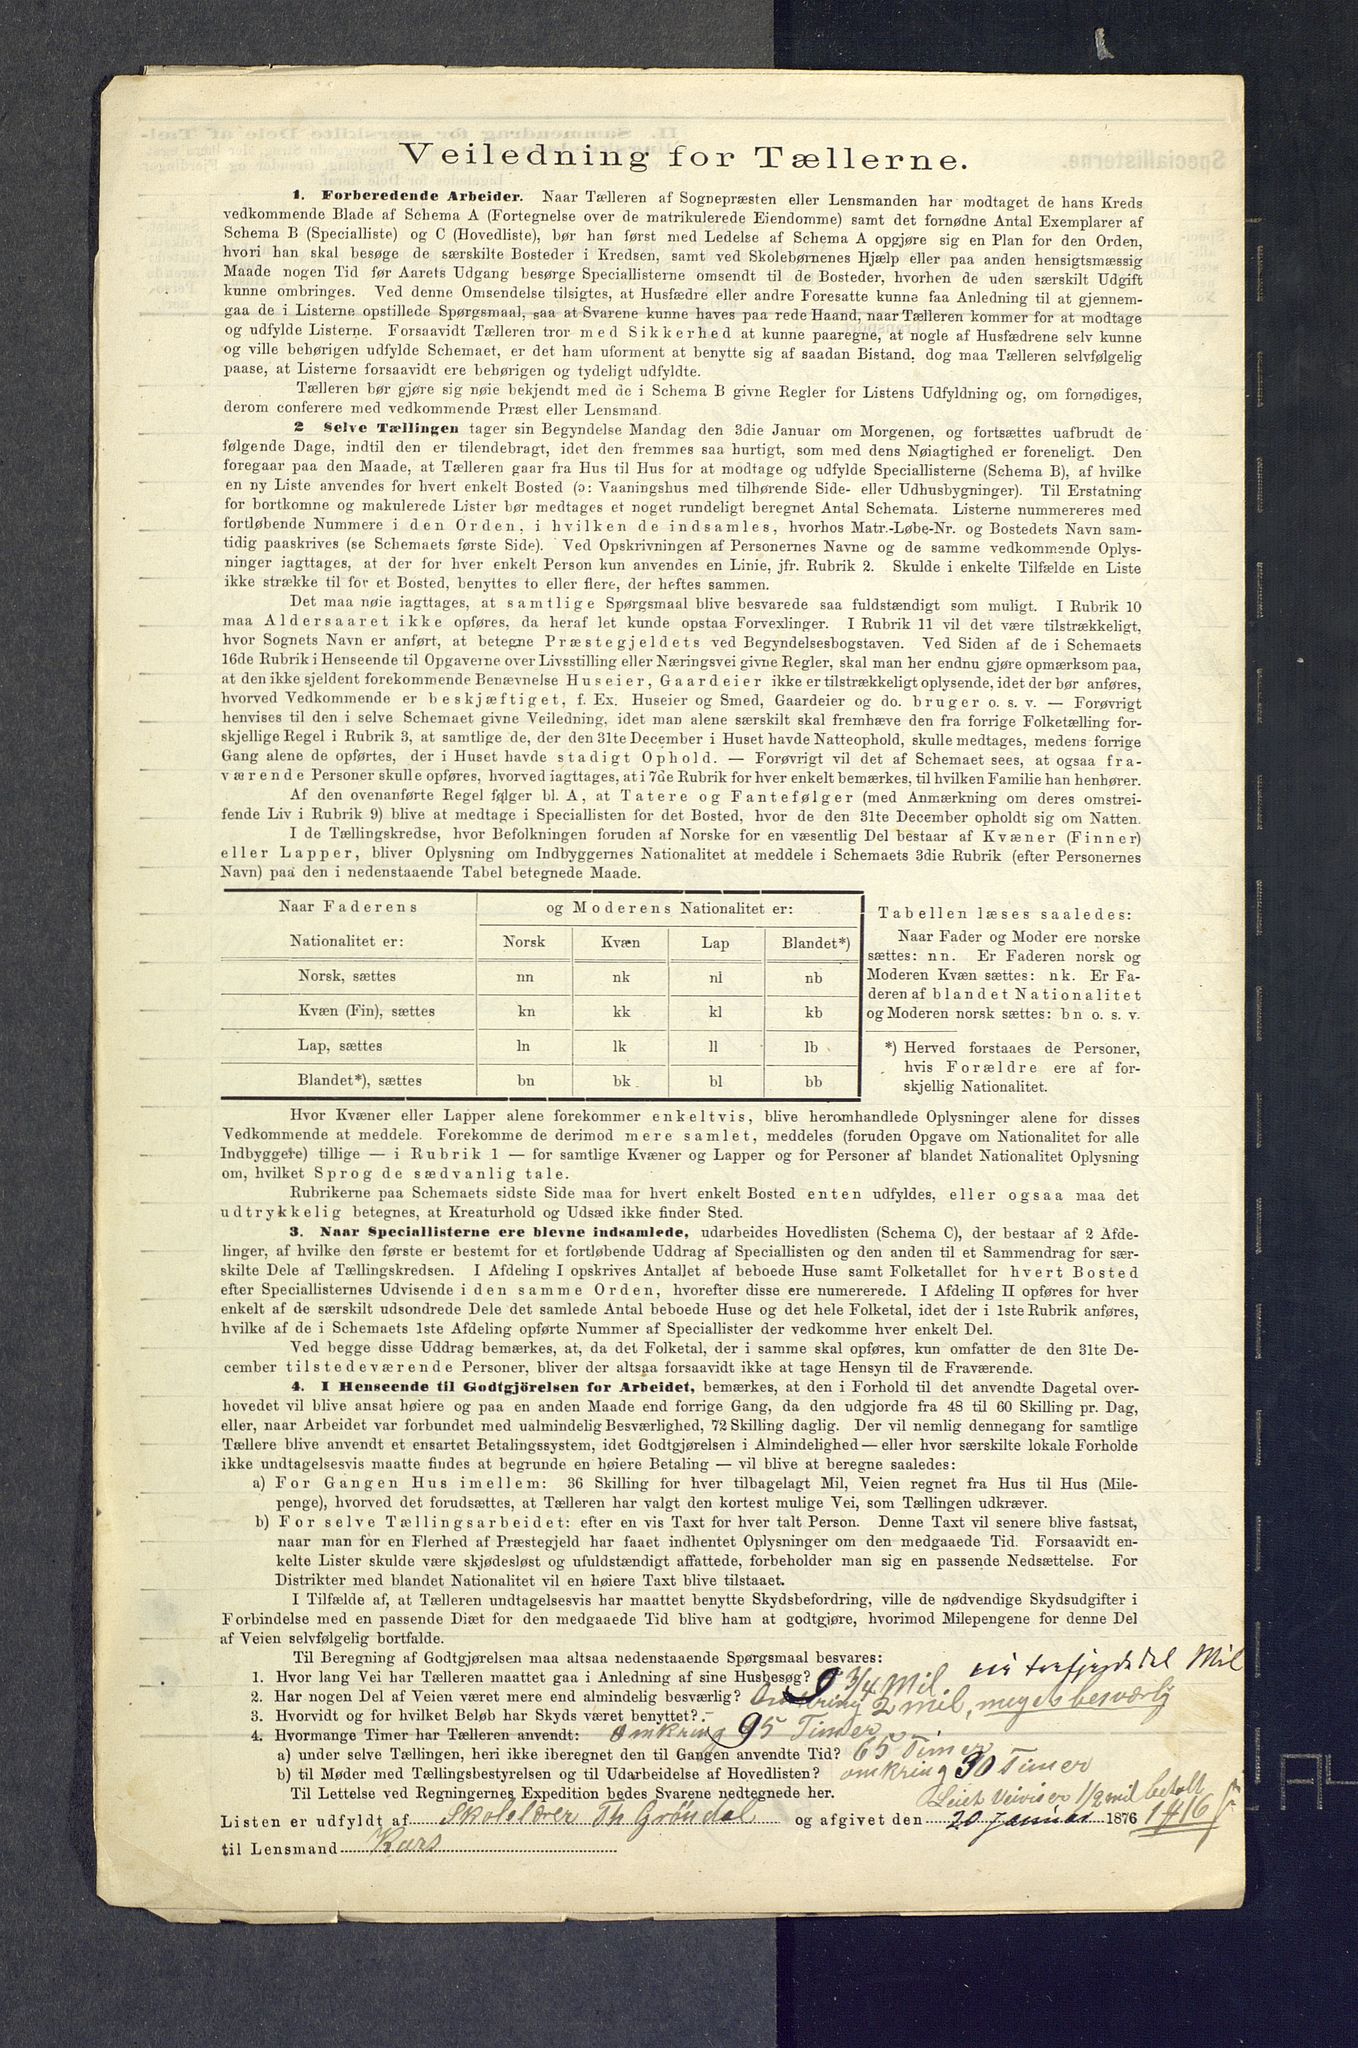 Veiledning for Tællerne.
1. Forberedende Arbeider. Naar Tælleren af Sognepræsten eller Lensmanden har modtaget de hans Kreds
vedkommende Blade af Schema A (Fortegnelse over de matrikulerede Eiendomme) samt det fornødne Antal Exemplarer af
Schema B (Specialliste) og C (Hovedliste), bør han først med Ledelse af Schema A opgjøre sig en Plan for den Orden,
hvori han skal besøge de særskilte Bosteder i Kredsen, samt ved Skolebørnenes Hjælp eller paa anden hensigtsmæssig
Maade nogen Tid før Aarets Udgang besørge Speciallisterne omsendt til de Bosteder, hvorhen de uden særskilt Udgift
kunne ombringes. Ved denne Omsendelse tilsigtes, at Husfædre eller andre Foresatte kunne faa Anledning til at gjennem-
gaa de i Listerne opstillede Spørgsmaal, saa at Svarene kunne haves paa rede Haand, naar Tælleren kommer for at modtage
og udfylde Listerne. Forsaavidt Tælleren tror med Sikkerhed at kunne paaregne, at nogle af Husfædrene selv kunne
og ville behørigen udfylde Schemaet, er det ham uforment at benytte sig af saadan Bistand, dog maa Tælleren selvfølgelig
paase, at Listerne forsaavidt ere behørigen og tydeligt udfyldte.
Tælleren bør gjøre sig nøie bekjendt med de i Schema B givne Regler for Listens Udfyldning og, om fornødiges,
derom conferere med vedkommende Præst eller Lensmand.
2 Selve Tællingen tager sin Begyndelse Mandag den 3die Januar om Morgenen, og fortsættes uafbrudt de
følgende Dage, indtil den er tilendebragt, idet den fremmes saa hurtigt, som med dens Nøiagtighed er foreneligt. Den
foregaar paa den Maade, at Tælleren gaar fra Hus til Hus for at modtage og udfylde Speciallisterne (Schema B), af hvilke
en ny Liste anvendes for hvert enkelt Bosted (ɔ: Vaaningshus med tilhørende Side- eller Udhusbygninger). Til Erstatning
for bortkomne og makulerede Lister bør medtages et noget rundeligt beregnet Antal Schemata. Listerne nummereres med
fortløbende Nummere i den Orden, i hvilken de indsamles, hvorhos Matr.-Løbe-Nr. og Bostedets Navn sam-
tidig paaskrives (se Schemaets første Side). Ved Opskrivningen af Personernes Navne og de samme vedkommende Oplys-
ninger iagttages, at der for hver enkelt Person kun anvendes en Linie, jfr. Rubrik 2. Skulde i enkelte Tilfælde en Liste
ikke strække til for et Bosted, benyttes to eller flere, der heftes sammen.
Det maa nøie iagttages, at samtlige Spørgsmaal blive besvarede saa fuldstændigt som muligt. I Rubrik 10
maa Aldersaaret ikke opføres, da heraf let kunde opstaa Forvexlinger. I Rubrik 11 vil det være tilstrækkeligt,
hvor Sognets Navn er anført, at betegne Præstegjeldets ved Begyndelsesbogstaven. Ved Siden af de i Schemaets
16de Rubrik i Henseende til Opgaverne over Livsstilling eller Næringsvei givne Regler, skal man her endnu gjøre opmærksom paa,
at den ikke sjeldent forekommende Benævnelse Huseier, Gaardeier ikke er tilstrækkeligt oplysende, idet der bør anføres,
hvorved Vedkommende er beskjæftiget, f. Ex. Huseier og Smed, Gaardeier og do. bruger o. s. v. — Forøvrigt
henvises til den i selve Schemaet givne Veiledning, idet man alene særskilt skal fremhæve den fra forrige Folketælling for-
skjellige Regel i Rubrik 3, at samtlige de, der den 31te December i Huset havde Natteophold, skulle medtages, medens forrige
Gang alene de opførtes, der i Huset havde stadigt Ophold. — Forøvrigt vil det af Schemaet sees, at ogsaa fra-
værende Personer skulle opføres, hvorved iagttages, at i 7de Rubrik for hver enkelt bemærkes, til hvilken Familie han henhører.
Af den ovenanførte Regel følger bl. A, at Tatere og Fantefølger (med Anmærkning om deres omstrei-
fende Liv i Rubrik 9) blive at medtage i Speciallisten for det Bosted, hvor de den 31te December opholdt sig om Natten.
I de Tællingskredse, hvor Befolkningen foruden af Norske for en væsentlig Del bestaar af Kvæner (Finner)
eller Lapper, bliver Oplysning om Indbyggernes Nationalitet at meddele i Schemaets 3die Rubrik (efter Personernes
Navn) paa den i nedenstaaende Tabel betegnede Maade.
Naar Faderens og Moderens Nationalitet er:
Nationalitet er: Norsk Kvæn Lap Blandet*)
Norsk, sættes nn nk nl nb
Kvæn (Fin), sættes kn kk kl kb
Lap, sættes ln lk ll lb
Blandet*), sættes bn bk bl bb
Tabellen læses saaledes:
Naar Fader og Moder ere norske
sættes: nn. Er Faderen norsk og
Moderen Kvæn sættes: nk. Er Fa-
deren af blandet Nationalitet
og Moderen norsk sættes: bn o. s. v.
*) Herved forstaaes de Personer,
hvis Forældre ere af for-
skjellig Nationalitet.
Hvor Kvæner eller Lapper alene forekommer enkeltvis, blive heromhandlede Oplysninger alene for disses
Vedkommende at meddele. Forekomme de derimod mere samlet, meddeles (foruden Opgave om Nationalitet for alle
Indbyggere) tillige — i Rubrik 1 — for samtlige Kvæner og Lapper og for Personer af blandet Nationalitet Oplysning
om, hvilket Sprog de sædvanlig tale.
Rubrikerne paa Schemaets sidste Side maa for hvert enkelt Bosted enten udfyldes, eller ogsaa maa det
udtrykkelig betegnes, at Kreaturhold og Udsæd ikke finder Sted.
3. Naar Speciallisterne ere blevne indsamlede, udarbeides Hovedlisten (Schema C), der bestaar af 2 Afde-
linger, af hvilke den første er bestemt for et fortløbende Uddrag af Speciallisten og den anden til et Sammendrag for sær-
skilte Dele af Tællingskredsen. I Afdeling I opskrives Antallet af beboede Huse samt Folketallet for hvert Bosted
efter Speciallisternes Udvisende i den samme Orden, hvorefter disse ere numererede. I Afdeling II opføres for hver
enkelt af de særskilt udsondrede Dele det samlede Antal beboede Huse og det hele Folketal, idet der i 1ste Rubrik anføres,
hvilke af de i Schemaets 1ste Afdeling opførte Nummer af Speciallister der vedkomme hver enkelt Del.
Ved begge disse Uddrag bemærkes, at, da det Folketal, der i samme skal opføres, kun omfatter de den 31te De-
cember tilstedeværende Personer, bliver der altsaa forsaavidt ikke at tage Hensyn til de Fraværende.
4. I Henseende til Godtgjörelsen for Arbeidet, bemærkes, at den i Forhold til det anvendte Dagetal over-
hovedet vil blive ansat høiere og paa en anden Maade end forrige Gang, da den udgjorde fra 48 til 60 Skilling pr. Dag,
eller, naar Arbeidet var forbundet med ualmindelig Besværlighed, 72 Skilling daglig. Der vil nemlig dennegang for samtlige
Tællere blive anvendt et ensartet Betalingssystem, idet Godtgjørelsen i Almindelighed — eller hvor særskilte lokale Forholde
ikke undtagelsesvis maatte findes at begrunde en høiere Betaling — vil blive at beregne saaledes:
a) For Gangen Hus imellem: 36 Skilling for hver tilbagelagt Mil, Veien regnet fra Hus til Hus (Mile-
penge), hvorved det forudsættes, at Tælleren har valgt den kortest mulige Vei, som Tællingen udkræver.
b) For selve Tællingsarbeidet: efter en vis Taxt for hver talt Person. Denne Taxt vil senere blive fastsat,
naar man for en Flerhed af Præstegjeld har faaet indhentet Oplysninger om den medgaaede Tid. Forsaavidt en-
kelte Lister skulde være skjødesløst og ufuldstændigt affattede, forbeholder man sig en passende Nedsættelse. For
Distrikter med blandet Nationalitet vil en høiere Taxt blive tilstaaet.
I Tilfælde af, at Tælleren undtagelsesvis har maattet benytte Skydsbefordring, ville de nødvendige Skydsudgifter i
Forbindelse med en passende Diæt for den medgaaede Tid blive ham at godtgjøre, hvorimod Milepengene for denne Del
af Veien selvfølgelig bortfalde.
Til Beregning af Godtgjørelsen maa altsaa nedenstaaende Spørgsmaal besvares:
1. Hvor lang Vei har Tælleren maattet gaa i Anledning af sine Husbesøg? 9 3/4 Mil Mil
2. Har nogen Del af Veien været mere end almindelig besværlig? Omkring 2 mil, meget besværlig
3. Hvorvidt og for hvilket Beløb har Skyds været benyttet? —
4. Hvormange Timer har Tælleren anvendt: omkring 95 Timer
a) under selve Tællingen, heri ikke iberegnet den til Gangen anvendte Tid? 65 Timer
b) til Møder med Tællingsbestyrelsen og til Udarbeidelse af Hovedlisten? omkring 30 Timer
Til Lettelse ved Regningernes Expedition bedes Svarene nedtegnede her. Leiet Veiviser 1 1/2 mil betalt
Listen er udfyldt af Skolelærer Th Gröndal og afgivet den 20 Januar 1876
til Lensmand